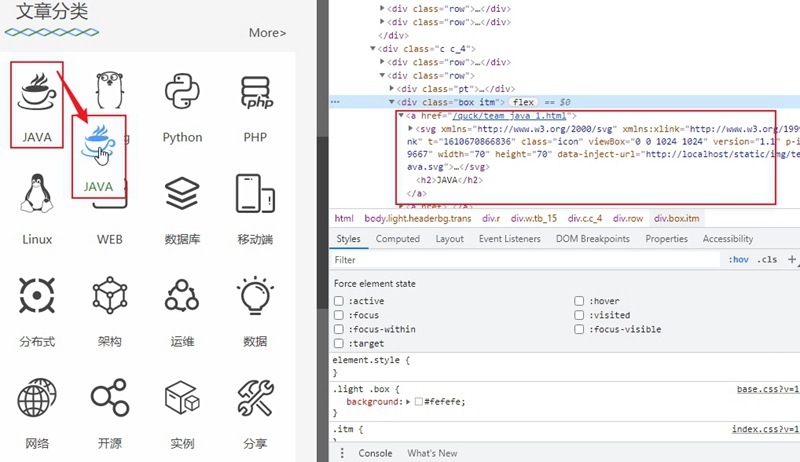 文章分类
More>
JAVA
Python
PHP
JAVA
Linux
WEB
数据库
移动端
分布式
架构
运维
数据
网络
开源
实例
分享
<div class="row">…</div>
<div class="row">…</div>
</div>
<div class="c c_4">
<div class="row">
<div class="pt">…</div>
<div class="box itm"> flex == $0
<a href="/guck/team_java_1.html">
<svg xmlns="http://www.w3.org/2000/svg" xmlns:xlink="http://www.w3.org/199
nk" t="1610670866836" class="icon" viewBox="0 0 1024 1024" version="1.1" p-i
9667" width="70" height="70" data-inject-url="http://localhost/static/img/te
ava.svg">…</svg>
<h2>JAVA</h2>
</a>
html body.light.headerbg.trans div.r div.w.tb_15 div.c.c_4 div.row div.box.itm
Styles Computed Layout Event Listeners DOM Breakpoints Properties Accessibility
Filter :hov .cls +
Force element state
:active :hover
:focus :visited
:focus-within :focus-visible
:target
element.style {
}
.light .box { base.css?v=1
background: #fefefe;
}
.itm { index.css?v=1
Console What's New